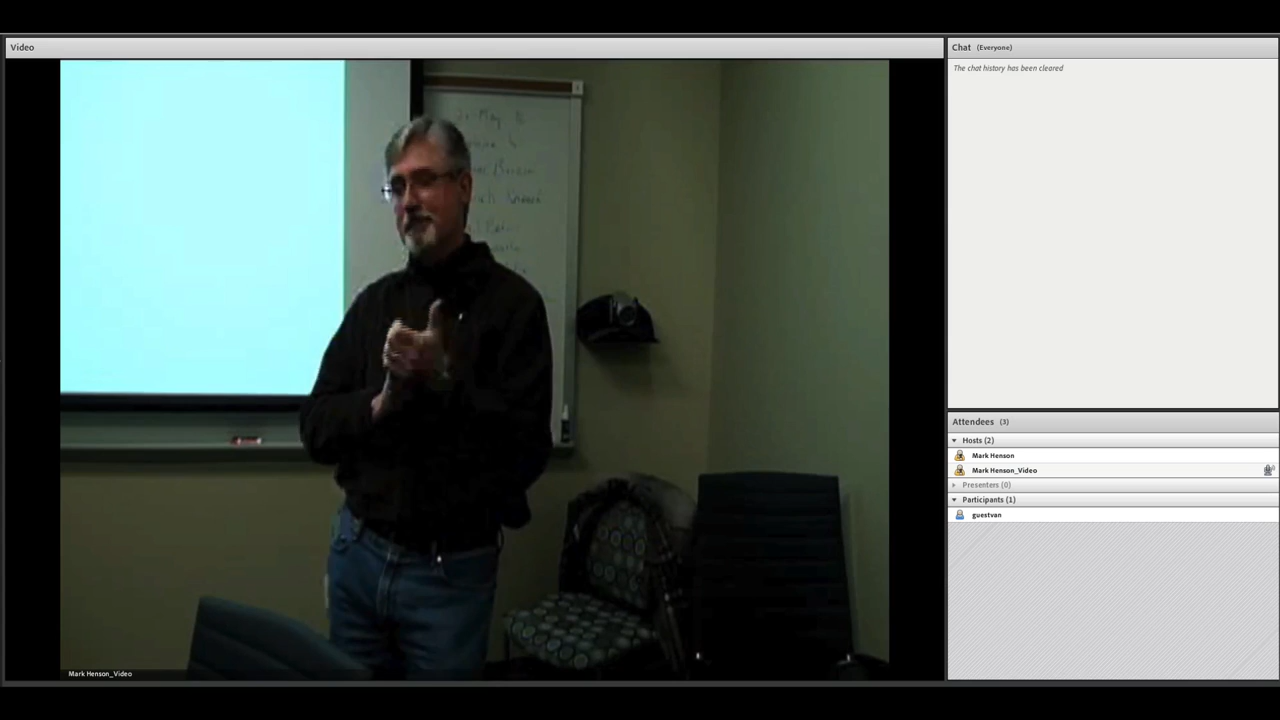 Video
Chat (Everyone)
The chat history has been cleared
Attendees (3)
Hosts (2)
Mark Henson
Mark Henson_Video
Presenters (0)
Participants (1)
guestvan
Mark Henson_Video